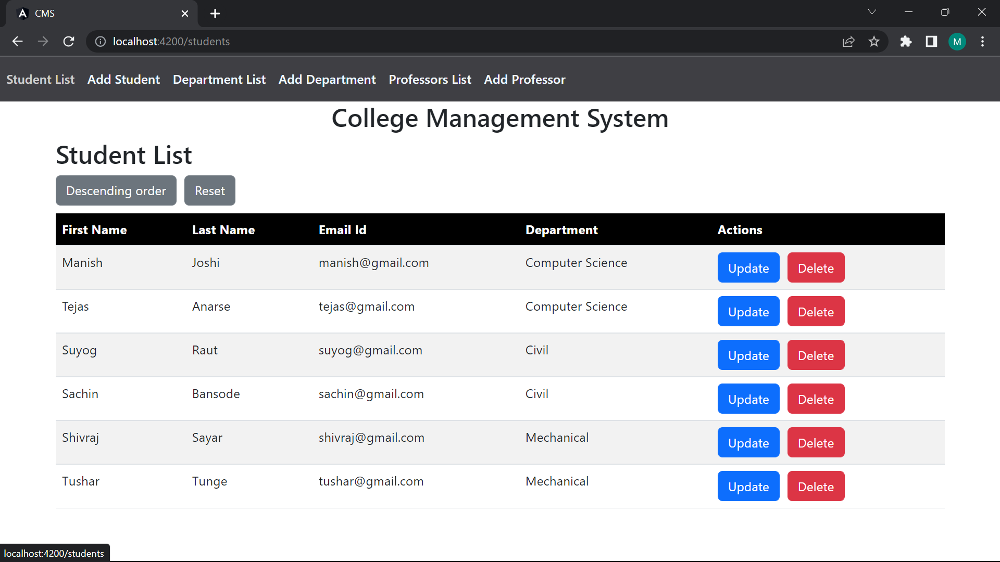 CMS
localhost:4200/students
M
Student List Add Student Department List Add Department Professors List Add Professor
College Management System
Student List
Descending order Reset
First Name Last Name Email Id Department Actions
Manish Joshi manish@gmail.com Computer Science Update Delete
Tejas Anarse tejas@gmail.com Computer Science Update Delete
Suyog Raut suyog@gmail.com Civil Update Delete
Sachin Bansode sachin@gmail.com Civil Update Delete
Shivraj Sayar shivraj@gmail.com Mechanical Update Delete
Tushar Tunge tushar@gmail.com Mechanical Update Delete
localhost:4200/students